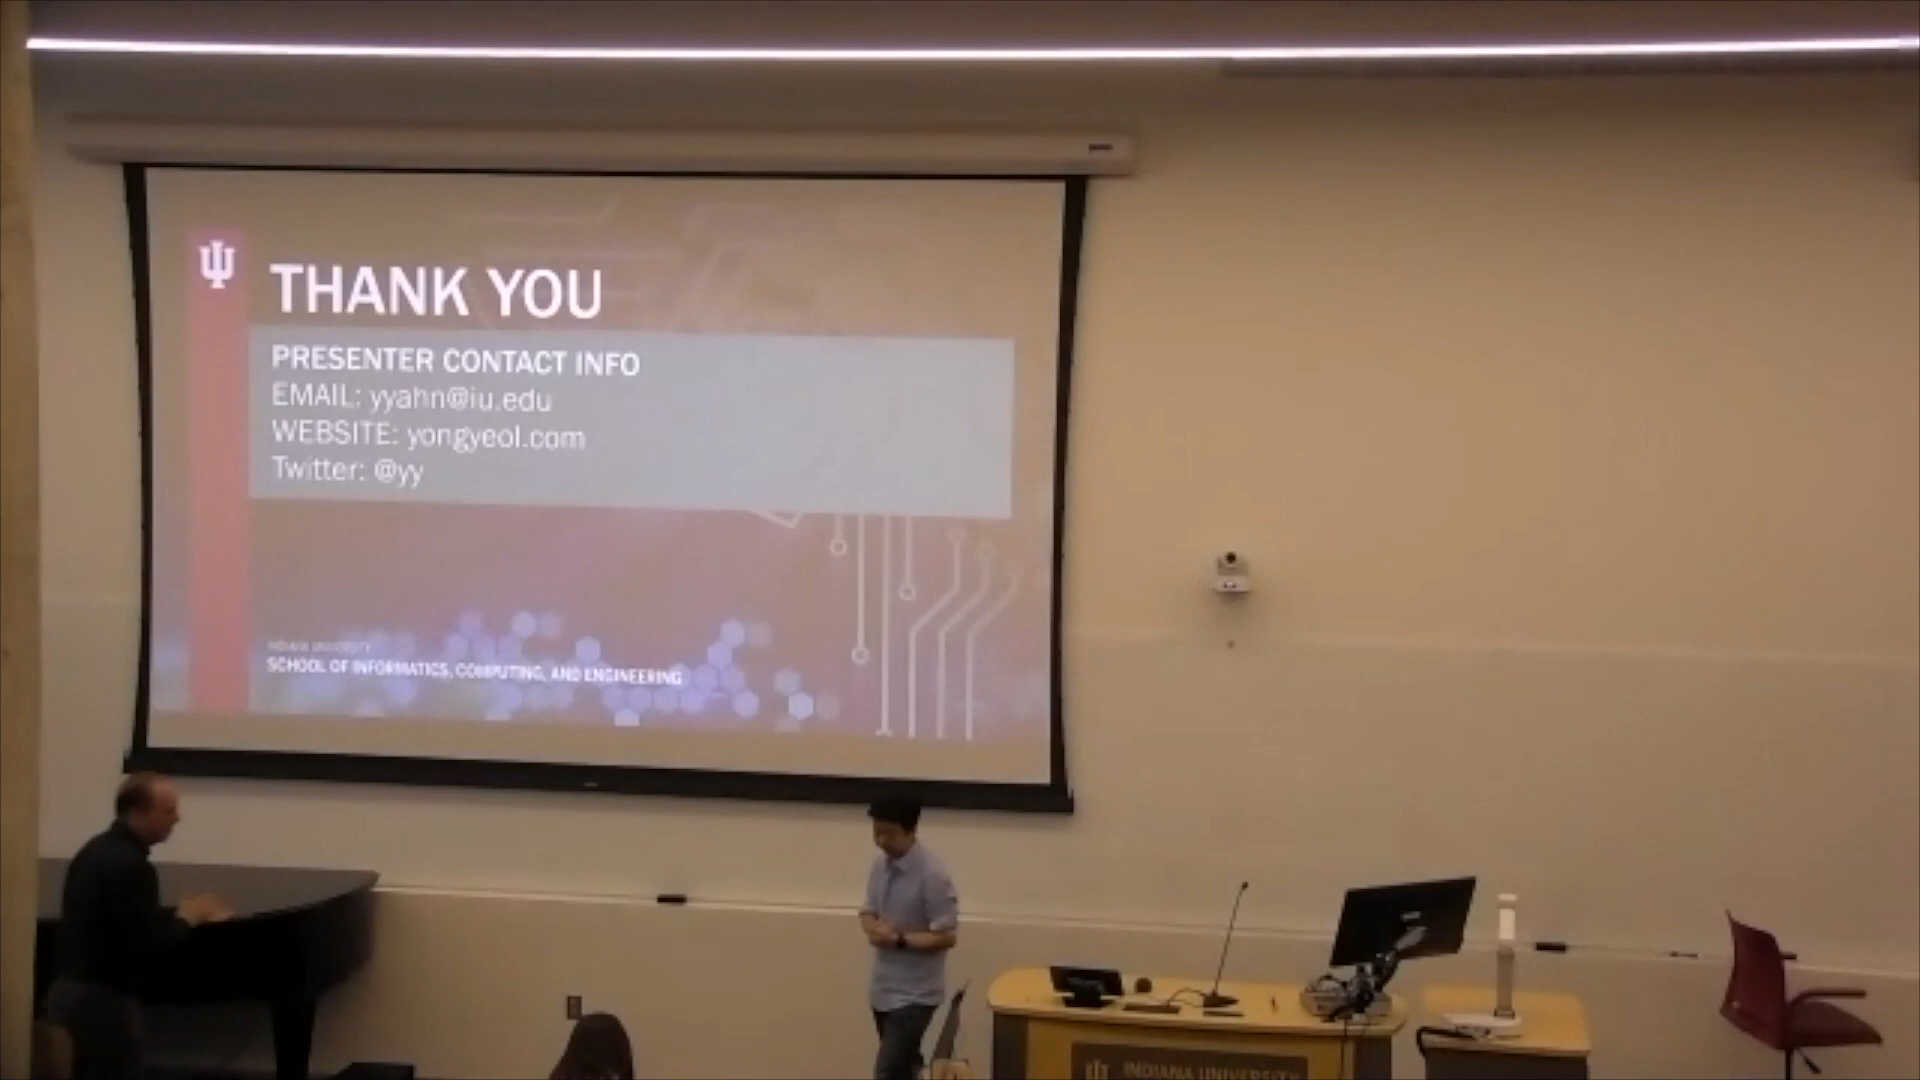 THANK YOU
PRESENTER CONTACT INFO
EMAIL: yyahn@iu.edu
WEBSITE: yongyeol.com
Twitter: @yy
INDIANA UNIVERSITY
SCHOOL OF INFORMATICS, COMPUTING, AND ENGINEERING
INDIANA UNIVERSITY